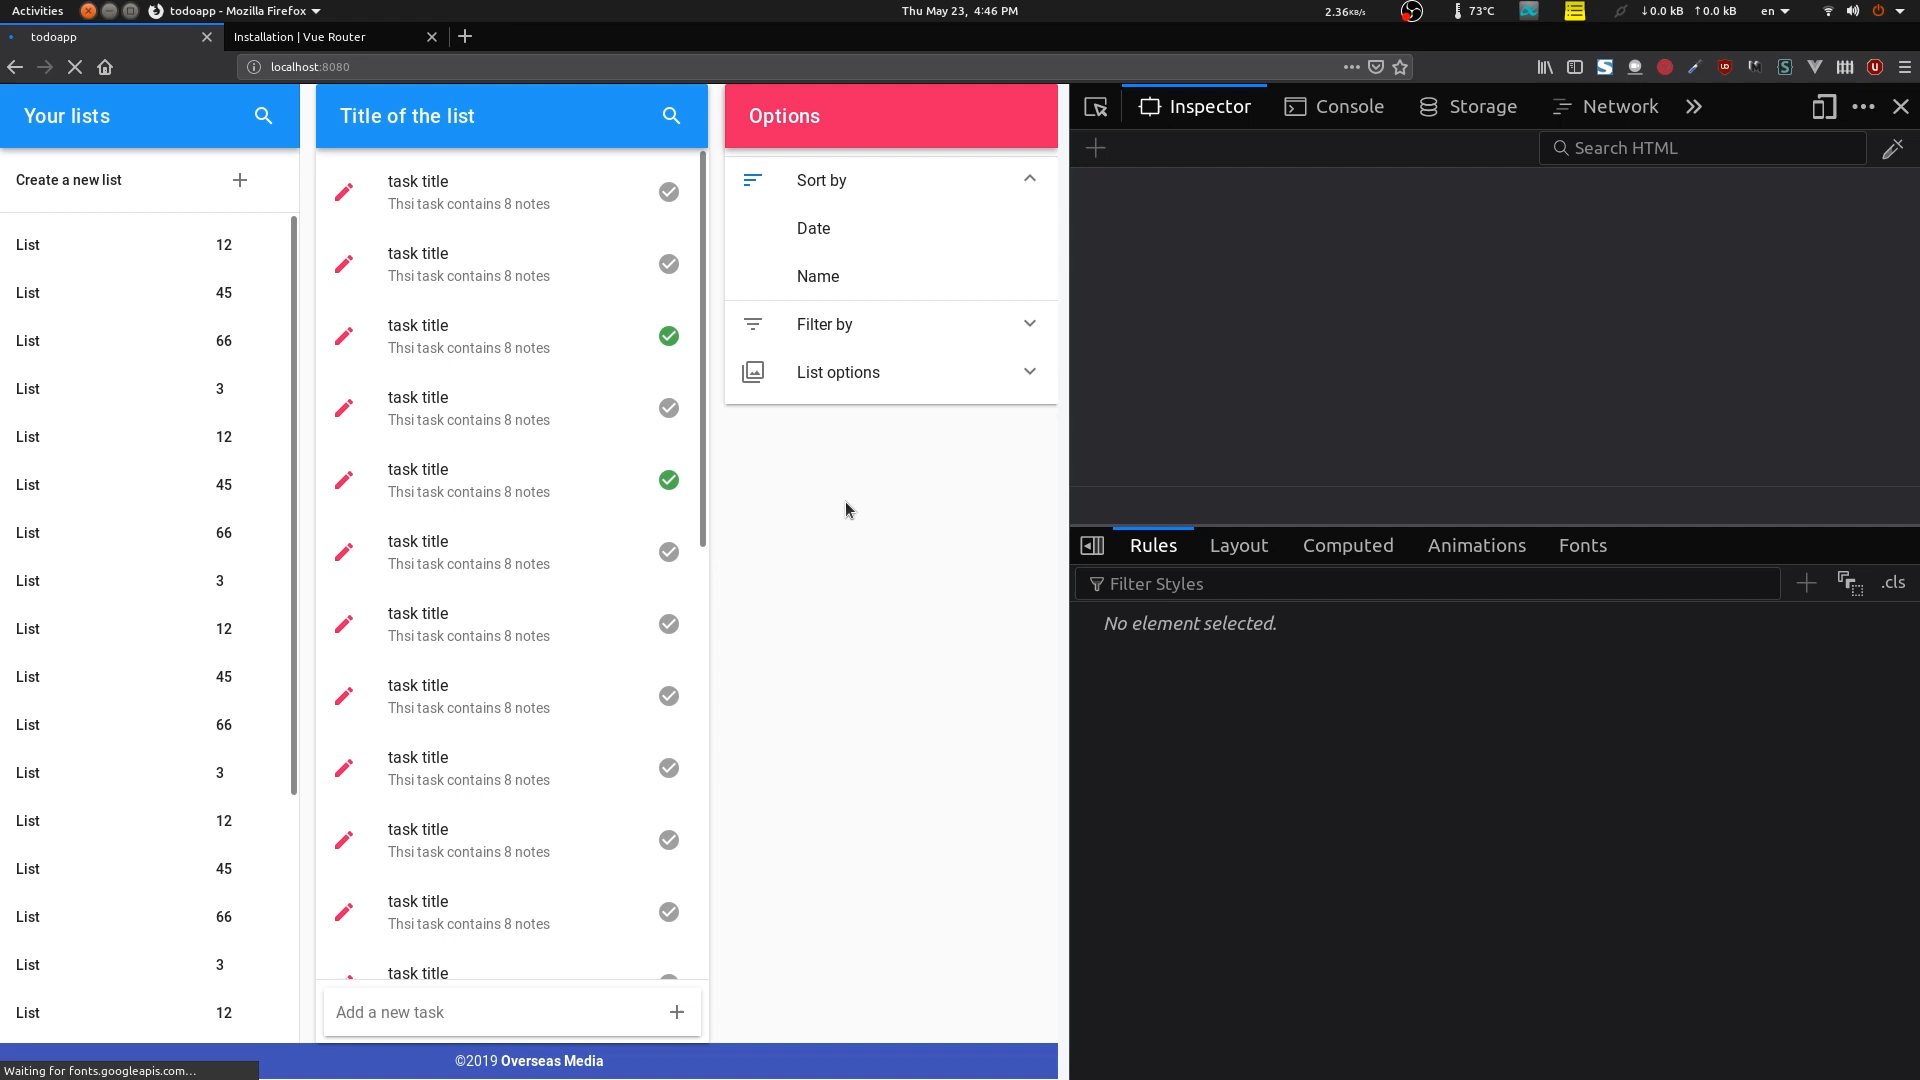 Activities
todoapp - Mozilla Firefox
Thu May 23, 4:46 PM
2.36KB/s
73°C
↓0.0 kB ↑0.0 kB
en
todoapp
Installation | Vue Router
localhost:8080
Your lists
Create a new list
List 12
List 45
List 66
List 3
List 12
List 45
List 66
List 3
List 12
List 45
List 66
List 3
List 12
List 45
List 66
List 3
List 12
Title of the list
task title
Thsi task contains 8 notes
task title
Thsi task contains 8 notes
task title
Thsi task contains 8 notes
task title
Thsi task contains 8 notes
task title
Thsi task contains 8 notes
task title
Thsi task contains 8 notes
task title
Thsi task contains 8 notes
task title
Thsi task contains 8 notes
task title
Thsi task contains 8 notes
task title
Thsi task contains 8 notes
task title
Thsi task contains 8 notes
task title
Add a new task
Options
Sort by
Date
Name
Filter by
List options
Inspector
Console
Storage
Network
Search HTML
Rules
Layout
Computed
Animations
Fonts
Filter Styles
.cls
No element selected.
©2019 Overseas Media
Waiting for fonts.googleapis.com...